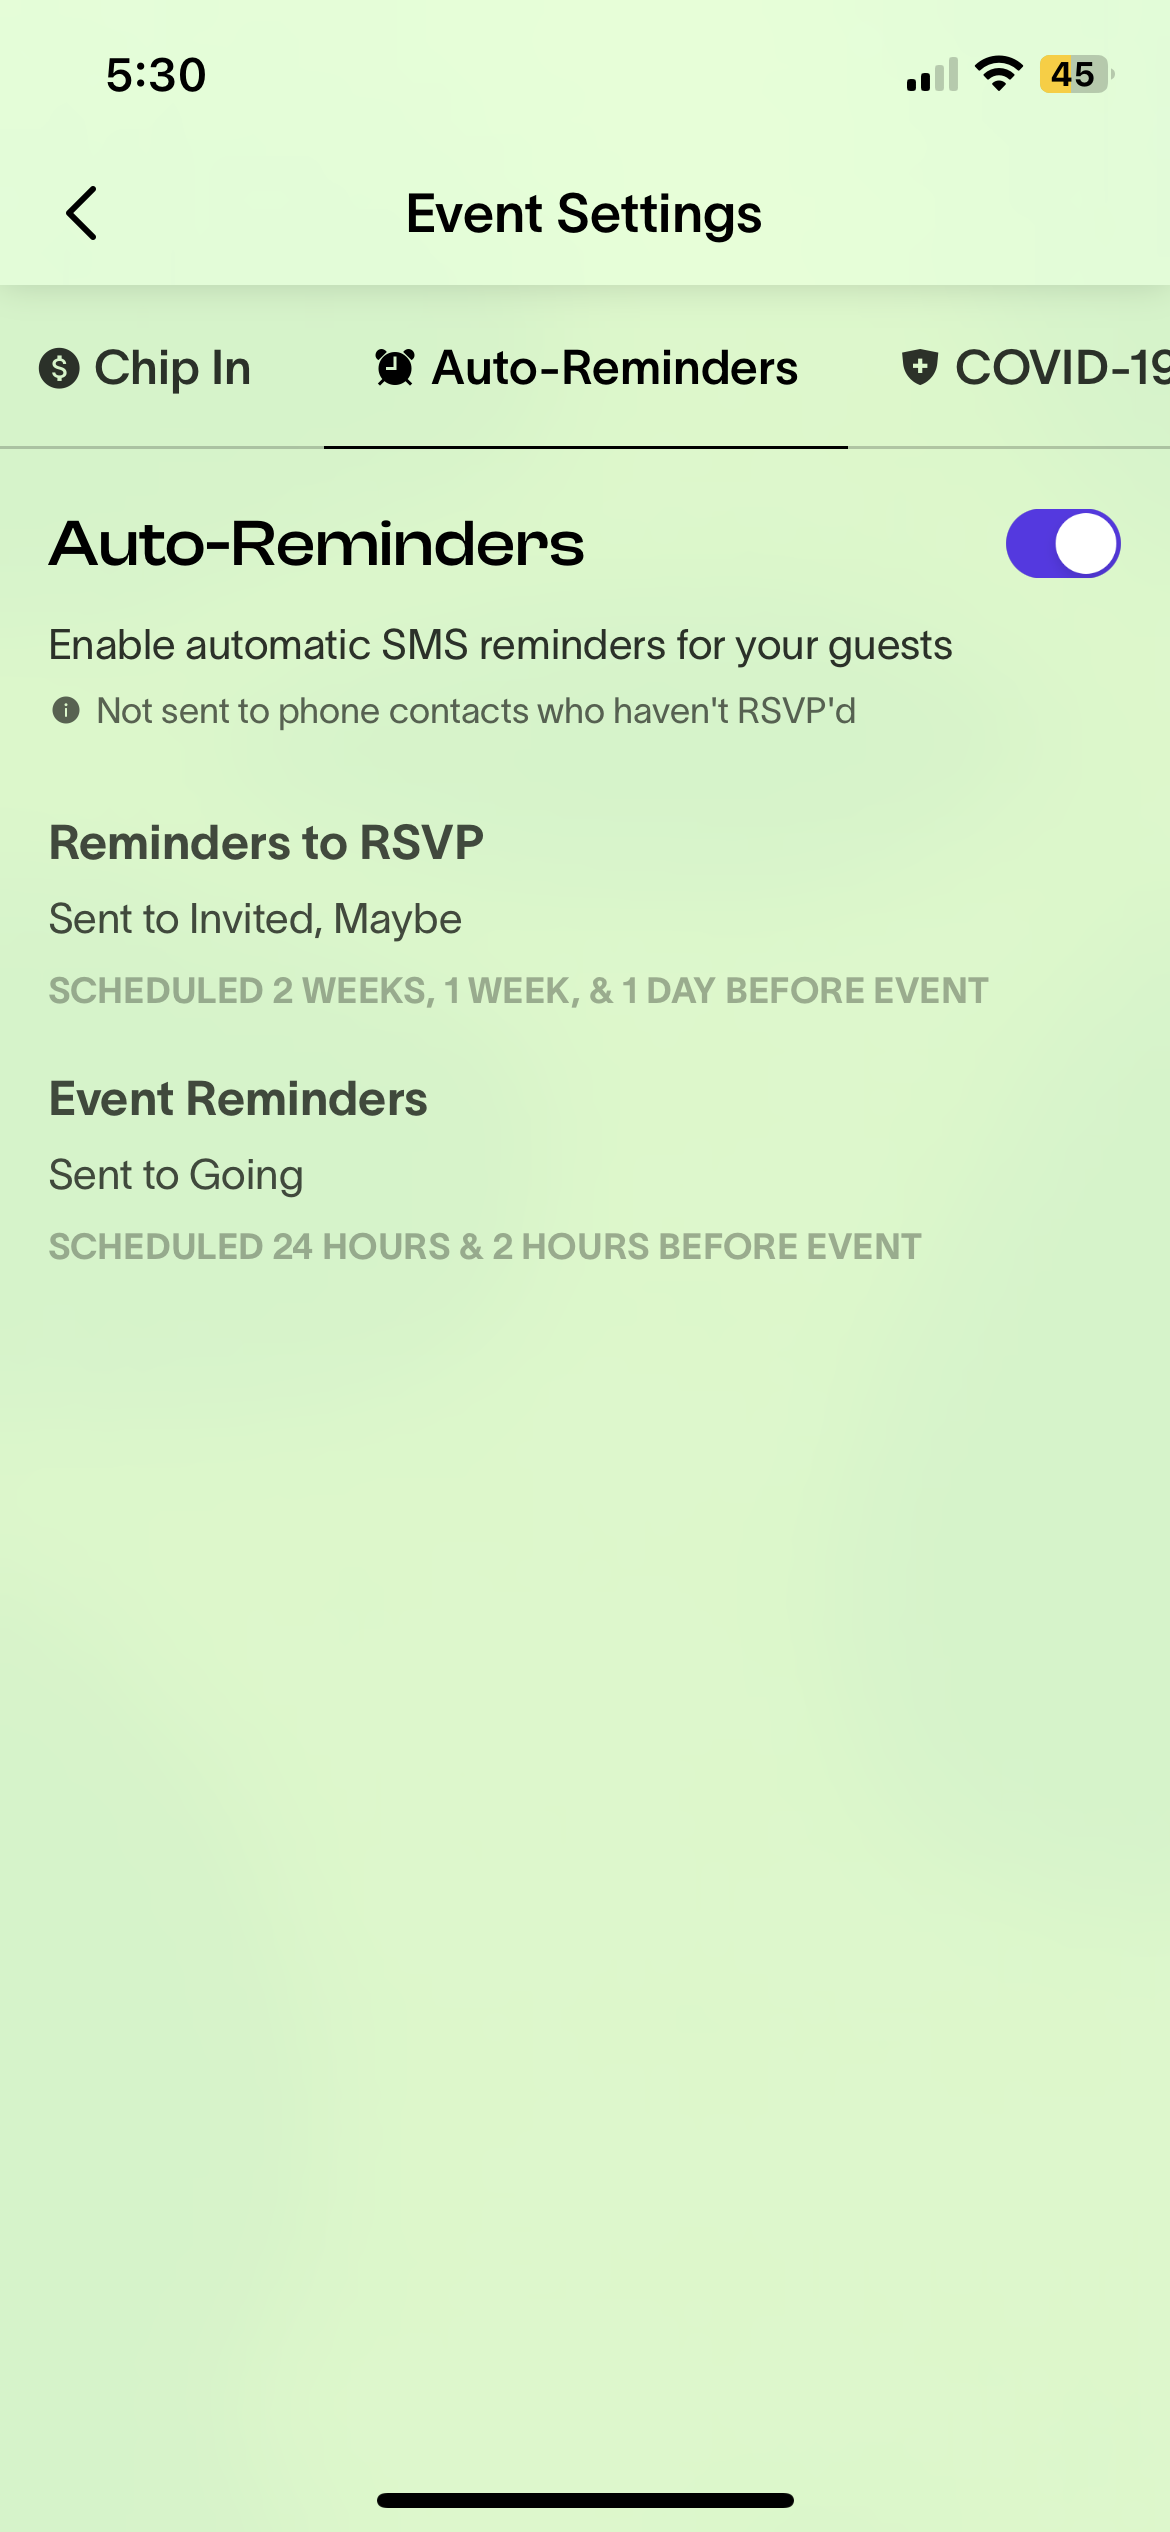 5:30
45
Event Settings
$ Chip In
Auto-Reminders
COVID-19
Auto-Reminders
Enable automatic SMS reminders for your guests
Not sent to phone contacts who haven't RSVP'd
Reminders to RSVP
Sent to Invited, Maybe
SCHEDULED 2 WEEKS, 1 WEEK, & 1 DAY BEFORE EVENT
Event Reminders
Sent to Going
SCHEDULED 24 HOURS & 2 HOURS BEFORE EVENT